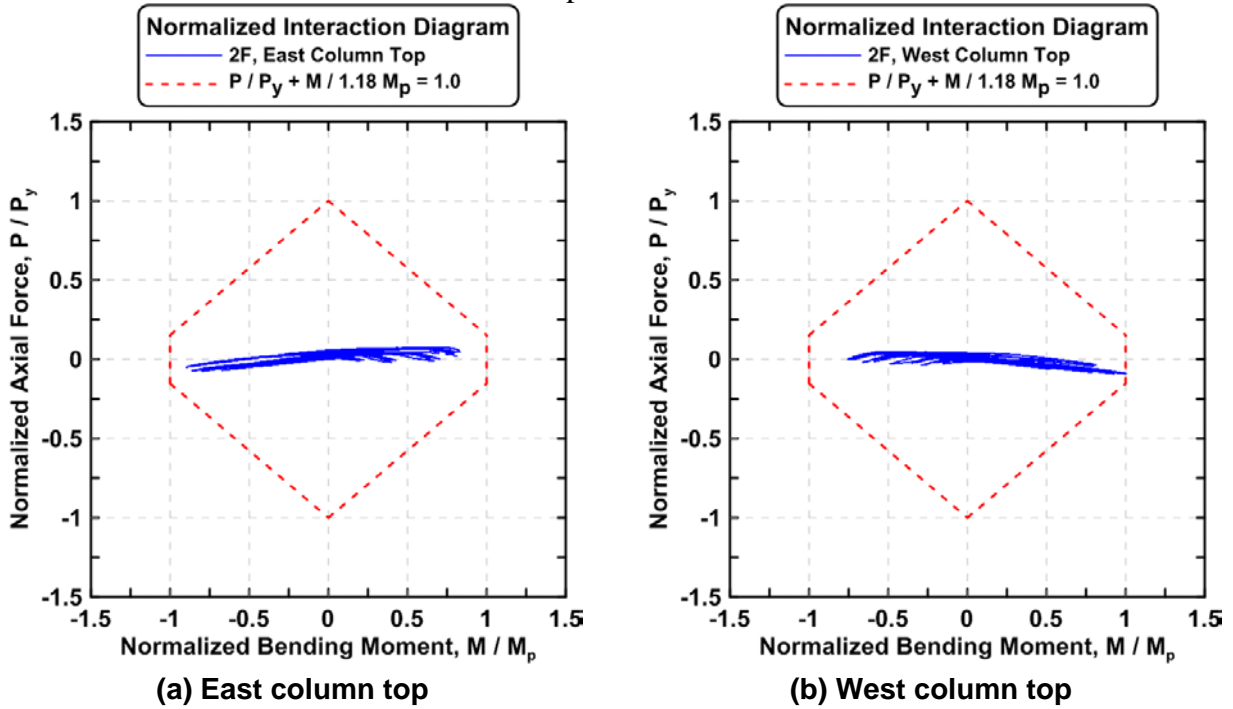 Normalized Interaction Diagram
2F, East Column Top
P / Py + M / 1.18 Mp = 1.0
1.5
1
0.5
0
-0.5
-1
-1.5
Normalized Axial Force, P / Py
-1.5 -1 -0.5 0 0.5 1 1.5
Normalized Bending Moment, M / Mp
(a) East column top
Normalized Interaction Diagram
2F, West Column Top
P / Py + M / 1.18 Mp = 1.0
1.5
1
0.5
0
-0.5
-1
-1.5
Normalized Axial Force, P / Py
-1.5 -1 -0.5 0 0.5 1 1.5
Normalized Bending Moment, M / Mp
(b) West column top